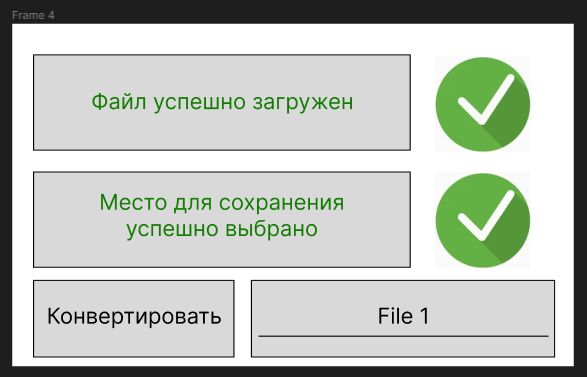 Frame 4
Файл успешно загружен
Место для сохранения
успешно выбрано
Конвертировать
File 1